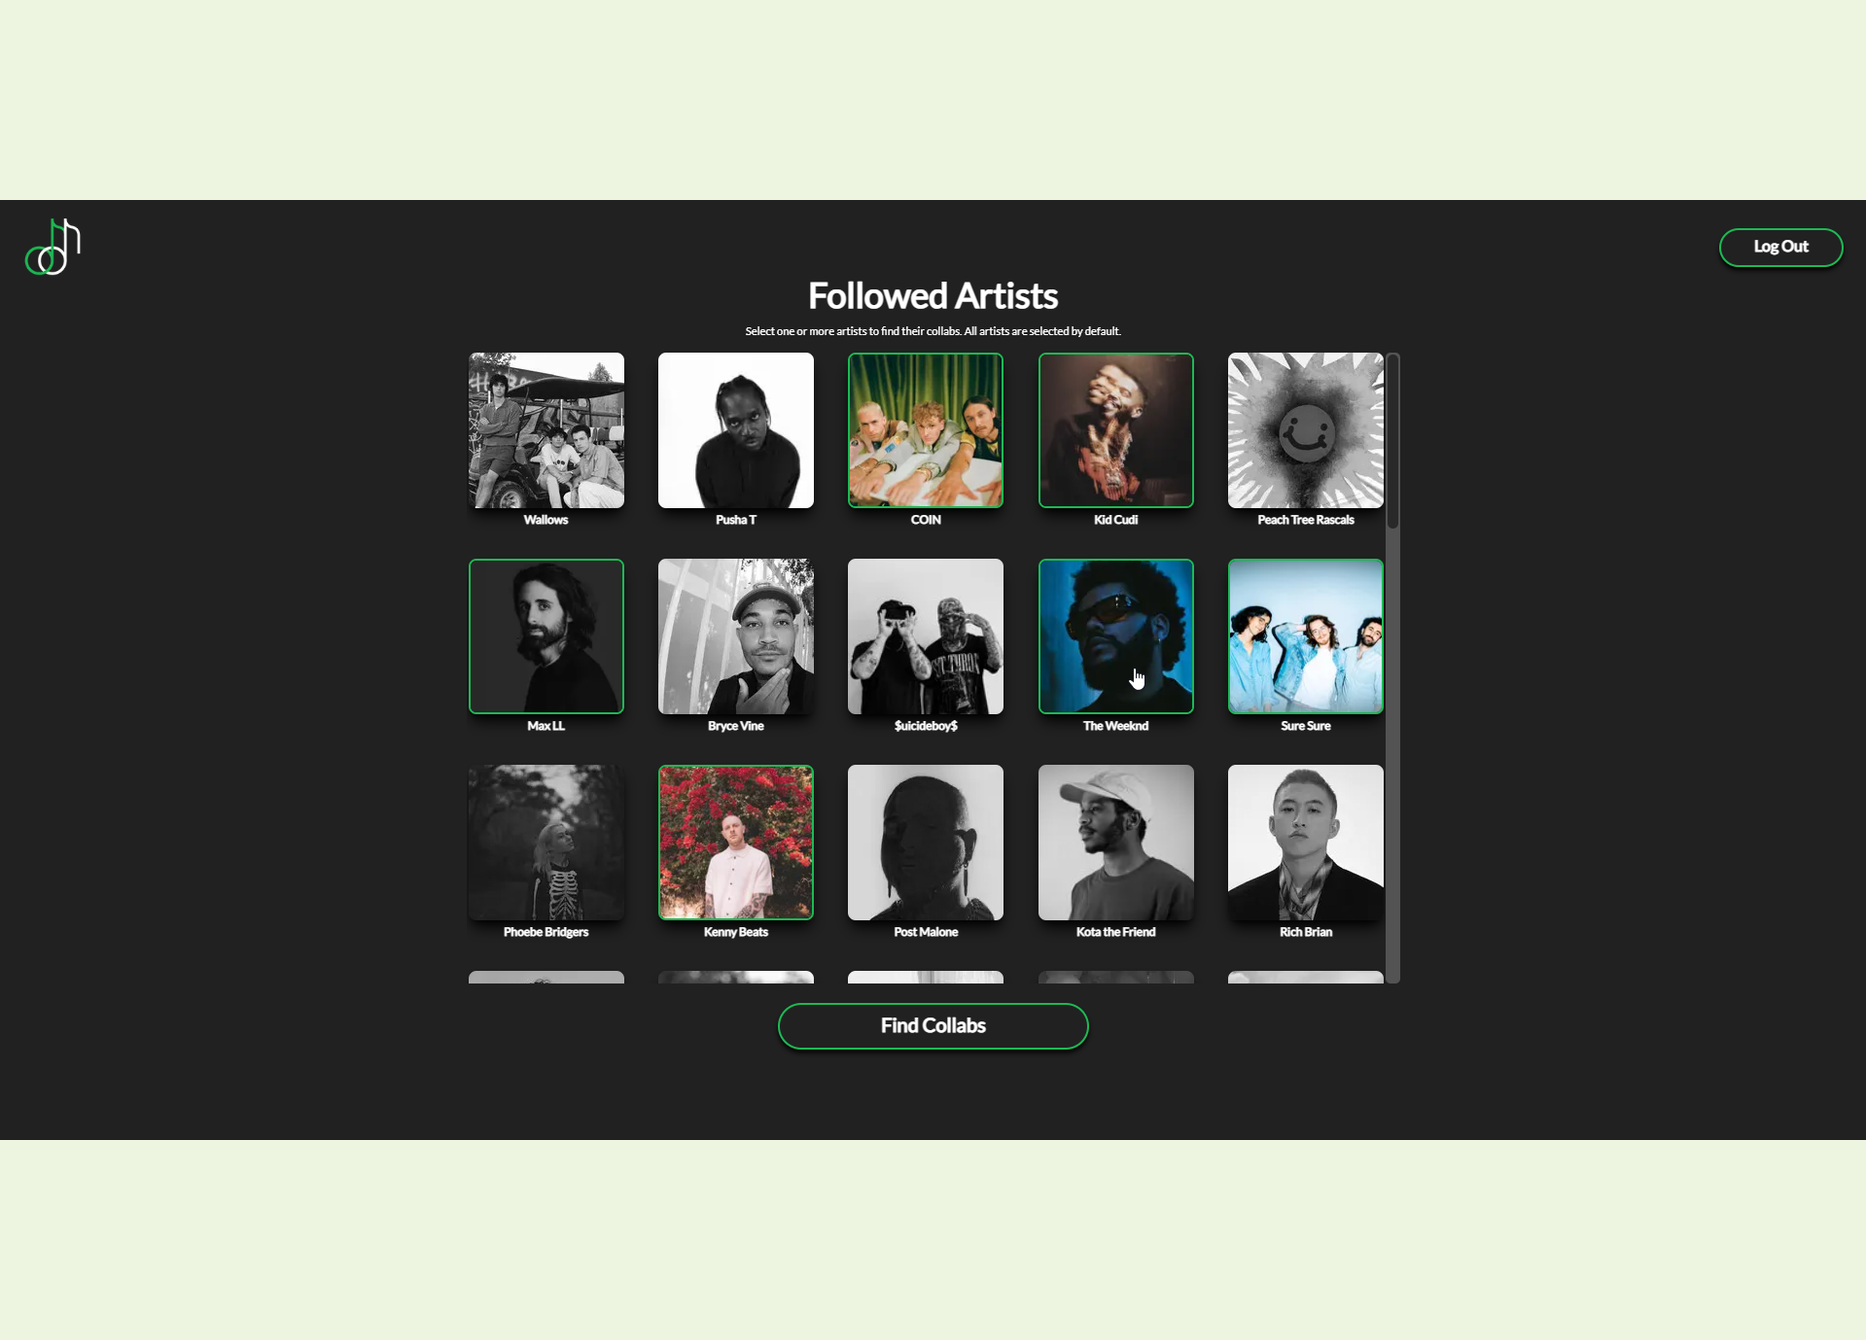 Log Out
Followed Artists
Select one or more artists to find their collabs. All artists are selected by default.
Wallows
Pusha T
COIN
Kid Cudi
Peach Tree Rascals
Max LL
Bryce Vine
$uicideboy$
The Weeknd
Sure Sure
Phoebe Bridgers
Kenny Beats
Post Malone
Kota the Friend
Rich Brian
Find Collabs